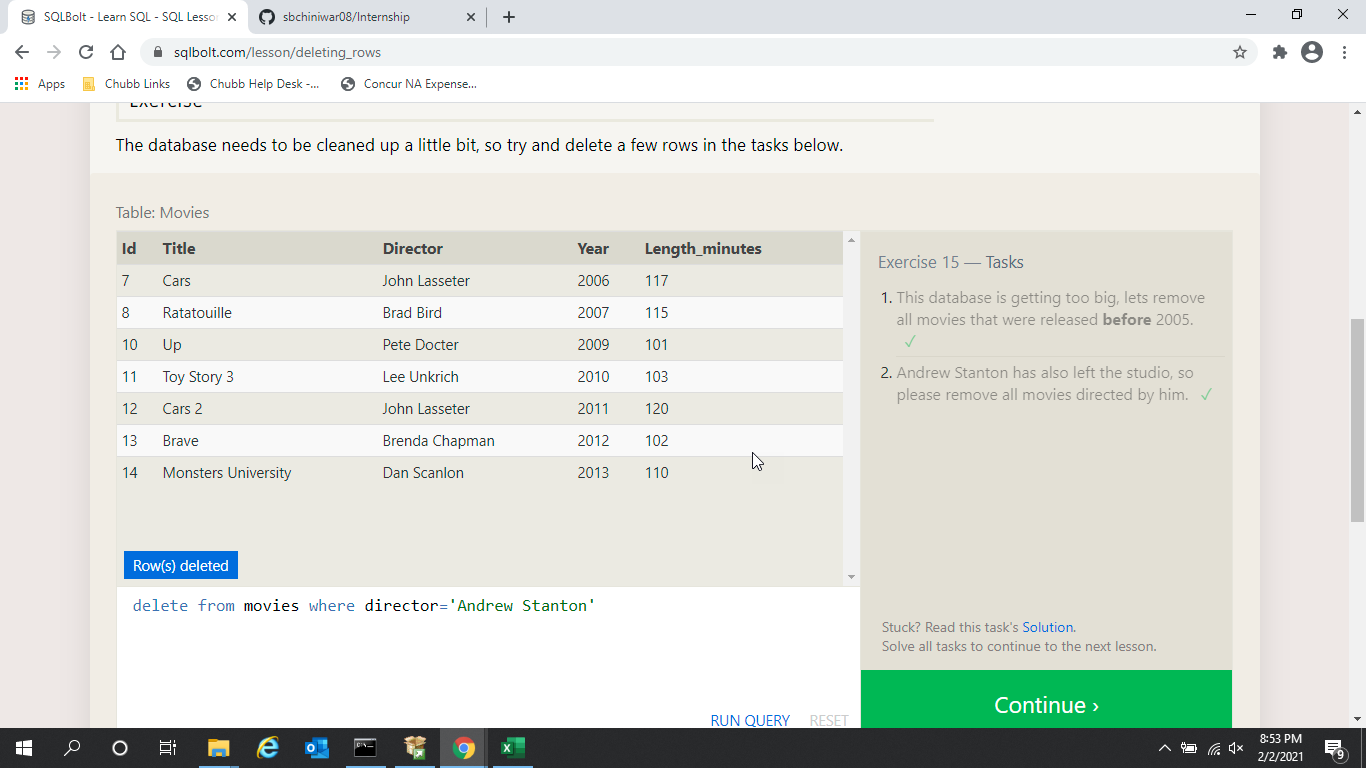 SQLBolt - Learn SQL - SQL Lesson
sbchiniwar08/Internship
sqlbolt.com/lesson/deleting_rows
Apps
Chubb Links
Chubb Help Desk -...
Concur NA Expense...
Exercise
The database needs to be cleaned up a little bit, so try and delete a few rows in the tasks below.
Table: Movies
Id Title Director Year Length_minutes
7 Cars John Lasseter 2006 117
8 Ratatouille Brad Bird 2007 115
10 Up Pete Docter 2009 101
11 Toy Story 3 Lee Unkrich 2010 103
12 Cars 2 John Lasseter 2011 120
13 Brave Brenda Chapman 2012 102
14 Monsters University Dan Scanlon 2013 110
Row(s) deleted
delete from movies where director='Andrew Stanton'
RUN QUERY RESET
Exercise 15 — Tasks
1. This database is getting too big, lets remove
all movies that were released before 2005.
✓
2. Andrew Stanton has also left the studio, so
please remove all movies directed by him. ✓
Stuck? Read this task's Solution.
Solve all tasks to continue to the next lesson.
Continue ›
8:53 PM
2/2/2021
9